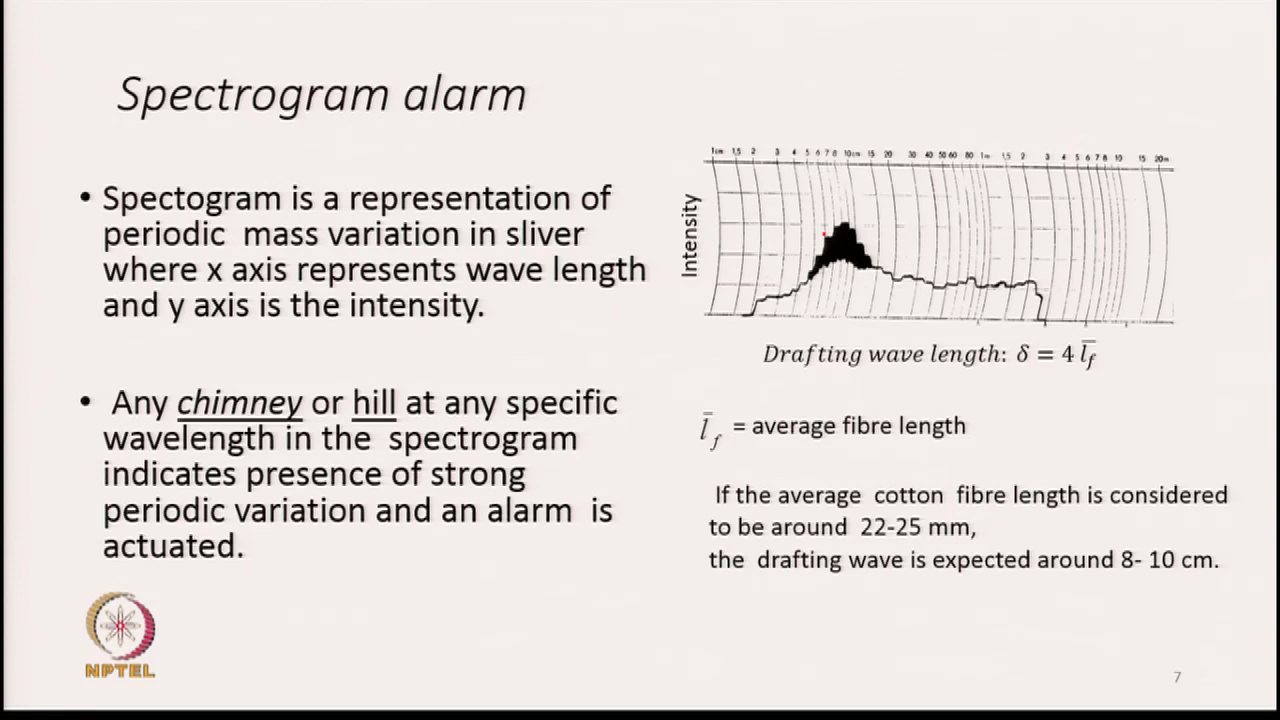 Spectrogram alarm
• Spectogram is a representation of
periodic mass variation in sliver
where x axis represents wave length
and y axis is the intensity.
• Any chimney or hill at any specific
wavelength in the spectrogram
indicates presence of strong
periodic variation and an alarm is
actuated.
1cm 1,5 2 3 4 5 6 7 8 10cm 15 20 30 40 50 60 80 1m 1,5 2 3 4 5 6 7 8 10 15 20m
Intensity
Drafting wave length: δ = 4 l̄f
l̄f = average fibre length
If the average cotton fibre length is considered
to be around 22-25 mm,
the drafting wave is expected around 8- 10 cm.
NPTEL
7